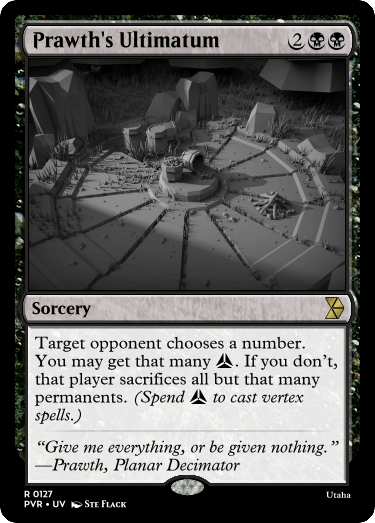 Prawth's Ultimatum 2
Sorcery
Target opponent chooses a number.
You may get that many . If you don't,
that player sacrifices all but that many
permanents. (Spend to cast vertex
spells.)
“Give me everything, or be given nothing.”
—Prawth, Planar Decimator
R 0127
Utaha
PVR • UV Ste Flack